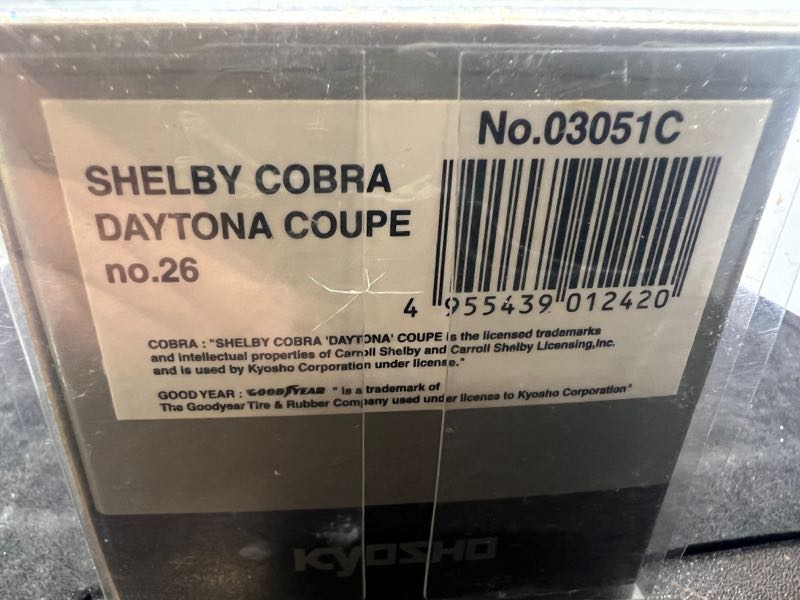 No.03051C
SHELBY COBRA
DAYTONA COUPE
no.26
4 955439 012420
COBRA : "SHELBY COBRA 'DAYTONA' COUPE is the licensed trademarks
and intellectual properties of Carroll Shelby and Carroll Shelby Licensing,Inc.
and is used by Kyosho Corporation under license."
GOOD YEAR : GOODYEAR " is a trademark of
The Goodyear Tire & Rubber Company used under license to Kyosho Corporation"
KYOSHO